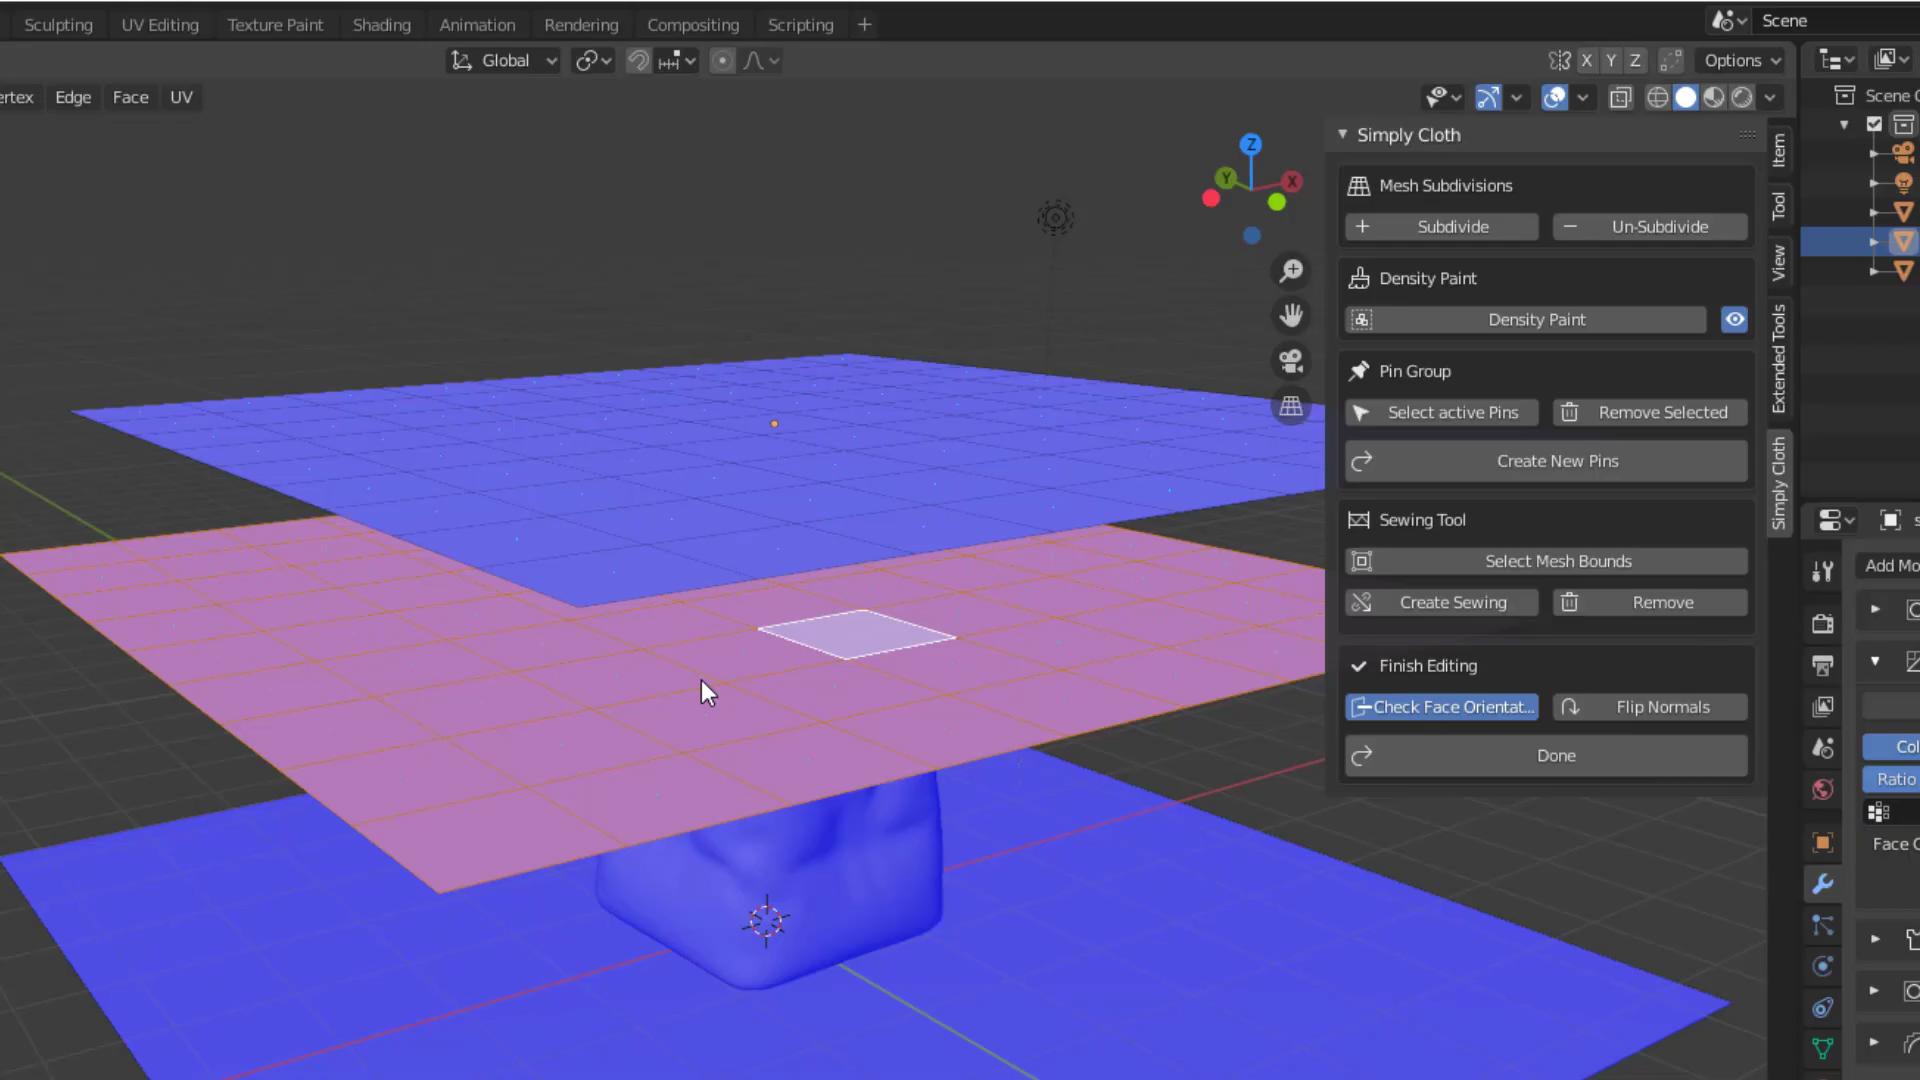 Sculpting UV Editing Texture Paint Shading Animation Rendering Compositing Scripting + Scene
Global X Y Z Options
ertex Edge Face UV
Scene C
Z
Y X
Simply Cloth
Mesh Subdivisions
Subdivide Un-Subdivide
Density Paint
Density Paint
Pin Group
Select active Pins Remove Selected
Create New Pins
Sewing Tool
Select Mesh Bounds
Create Sewing Remove
Finish Editing
Check Face Orientat... Flip Normals
Done
Item
Tool
View
Extended Tools
Simply Cloth
Add Mo
Col
Ratio
Face C